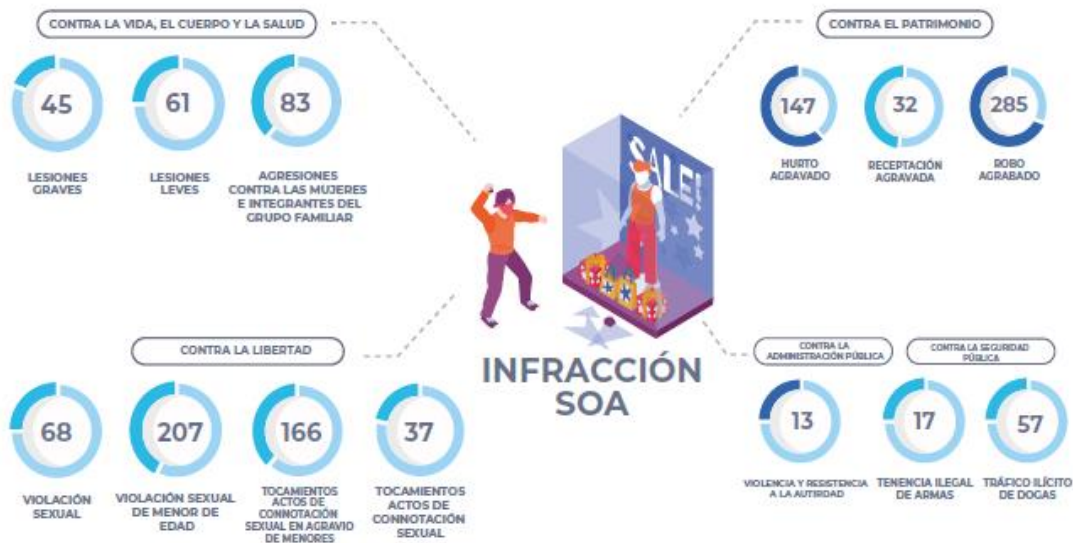 CONTRA LA VIDA, EL CUERPO Y LA SALUD
45
LESIONES
GRAVES
61
LESIONES
LEVES
83
AGRESIONES
CONTRA LAS MUJERES
E INTEGRANTES DEL
GRUPO FAMILIAR
CONTRA EL PATRIMONIO
147
HURTO
AGRAVADO
32
RECEPTACIÓN
AGRAVADA
285
ROBO
AGRABADO
SALE!
INFRACCIÓN
SOA
CONTRA LA LIBERTAD
68
VIOLACIÓN
SEXUAL
207
VIOLACIÓN SEXUAL
DE MENOR DE
EDAD
166
TOCAMIENTOS
ACTOS DE
CONNOTACIÓN
SEXUAL EN AGRAVIO
DE MENORES
37
TOCAMIENTOS
ACTOS DE
CONNOTACIÓN
SEXUAL
CONTRA LA
ADMINISTRACIÓN PÚBLICA
13
VIOLENCIA Y RESISTENCIA
A LA AUTIRDAD
CONTRA LA SEGURIDAD
PÚBLICA
17
TENENCIA ILEGAL
DE ARMAS
57
TRÁFICO ILÍCITO
DE DOGAS